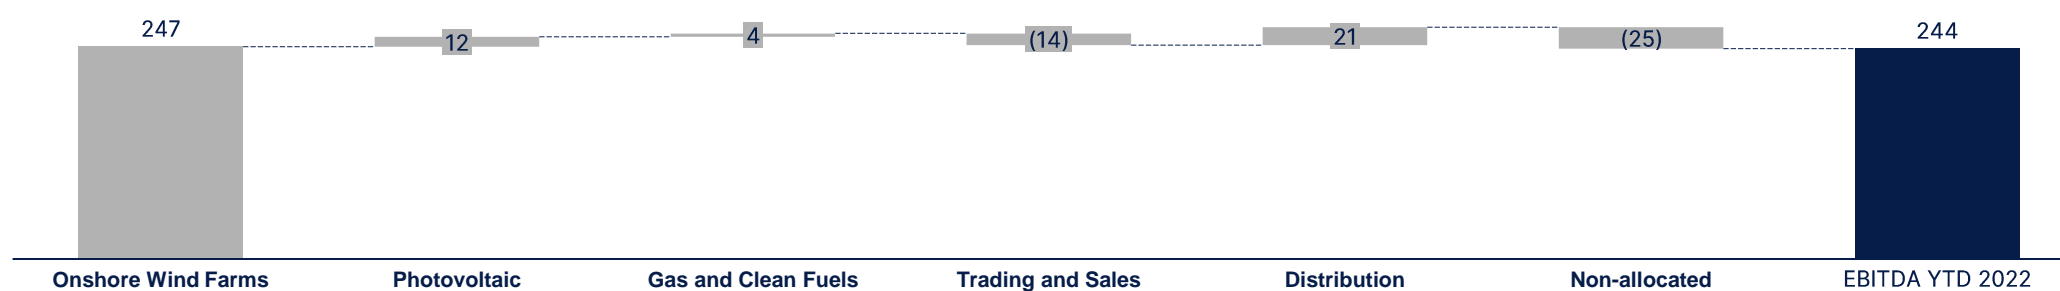 247
12
4
(14)
21
(25)
244
Onshore Wind Farms
Photovoltaic
Gas and Clean Fuels
Trading and Sales
Distribution
Non-allocated
EBITDA YTD 2022